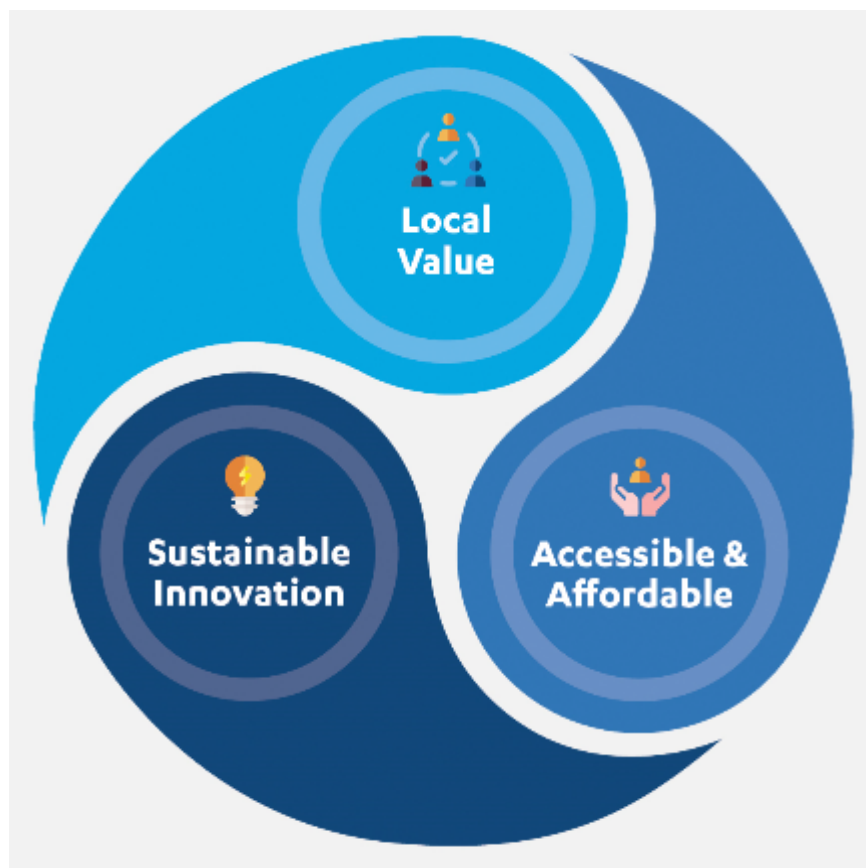 Local
Value
Sustainable
Innovation
Accessible &
Affordable